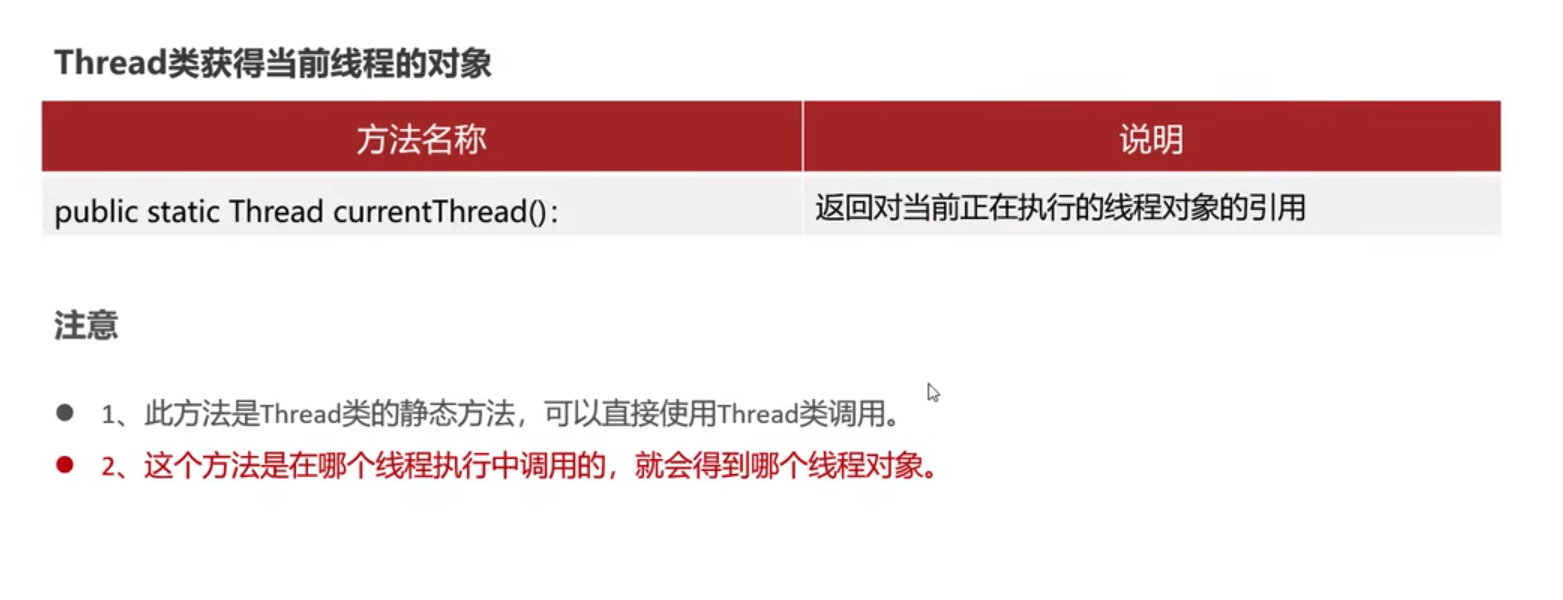 Thread类获得当前线程的对象
方法名称
说明
public static Thread currentThread():
返回对当前正在执行的线程对象的引用
注意
1、此方法是Thread类的静态方法，可以直接使用Thread类调用。
2、这个方法是在哪个线程执行中调用的，就会得到哪个线程对象。